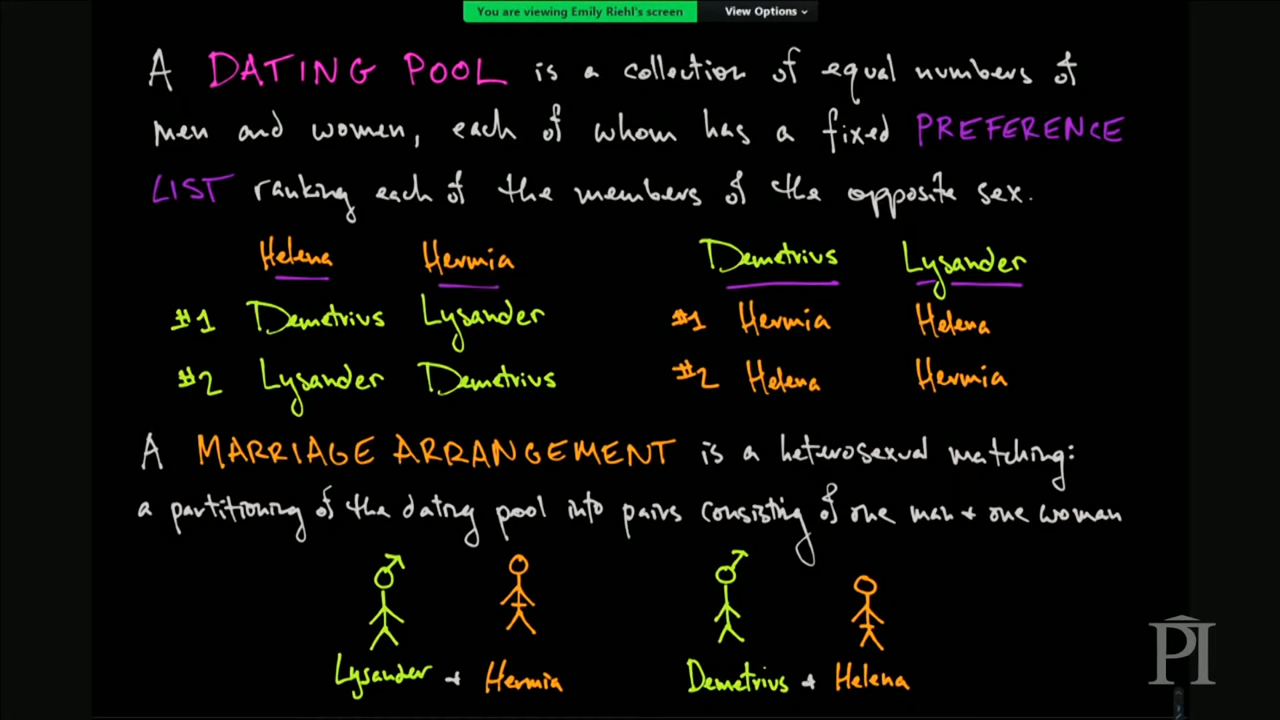 You are viewing Emily Riehl's screen View Options
A DATING POOL is a collection of equal numbers of
men and women, each of whom has a fixed PREFERENCE
LIST ranking each of the members of the opposite sex.
Helena Hermia Demetrius Lysander
#1 Demetrius Lysander #1 Hermia Helena
#2 Lysander Demetrius #2 Helena Hermia
A MARRIAGE ARRANGEMENT is a heterosexual matching:
a partitioning of the dating pool into pairs consisting of one man + one woman
Lysander + Hermia Demetrius + Helena
PI